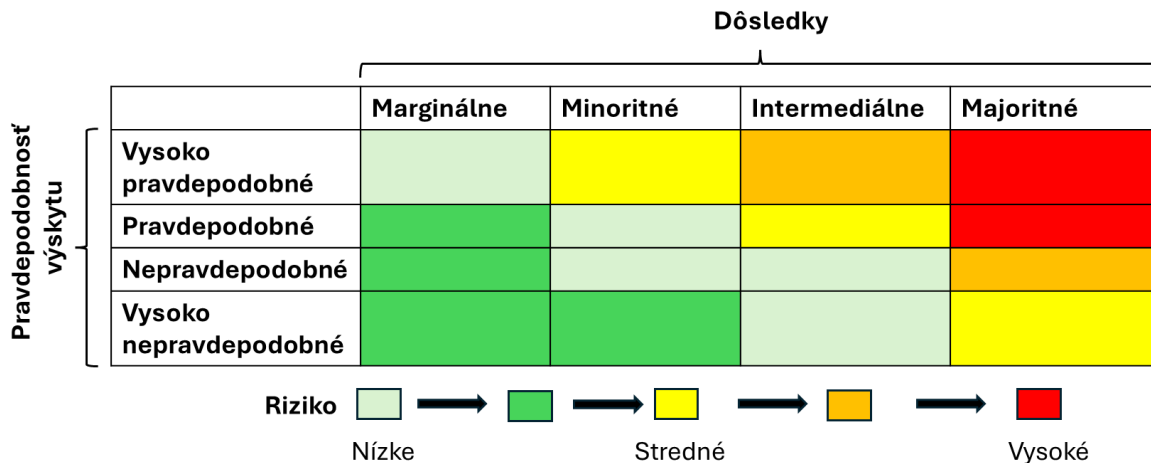 Dôsledky
Marginálne Minoritné Intermediálne Majoritné
Pravdepodobnosť
výskytu
Vysoko
pravdepodobné
Pravdepodobné
Nepravdepodobné
Vysoko
nepravdepodobné
Riziko
Nízke Stredné Vysoké